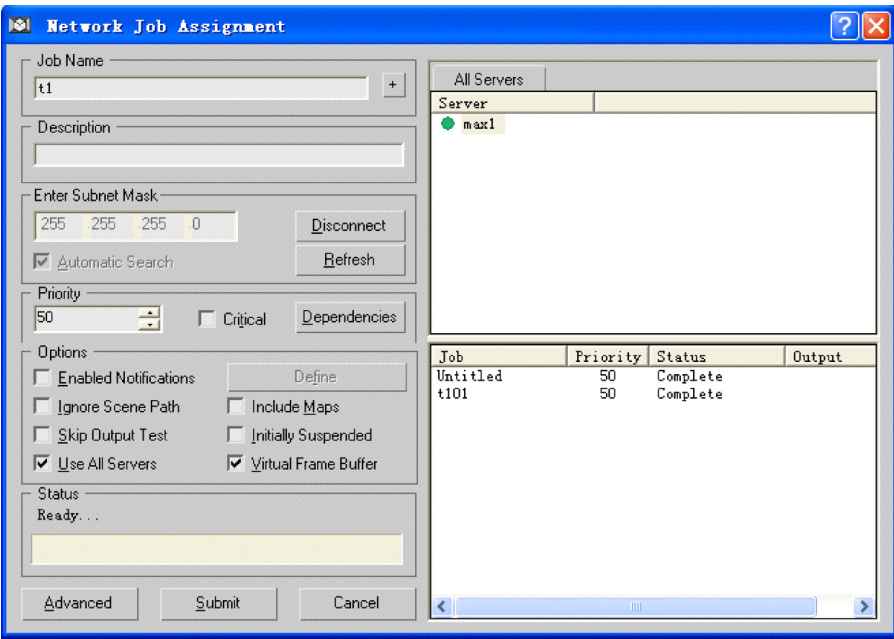 Network Job Assignment
Job Name
t1
+
Description
Enter Subnet Mask
255 .255 .255 .0
Disconnect
Automatic Search
Refresh
Priority
50
Critical
Dependencies
Options
Enabled Notifications
Define
Ignore Scene Path
Include Maps
Skip Output Test
Initially Suspended
Use All Servers
Virtual Frame Buffer
Status
Ready...
Advanced
Submit
Cancel
All Servers
Server
max1
Job Priority Status Output
Untitled 50 Complete
t101 50 Complete